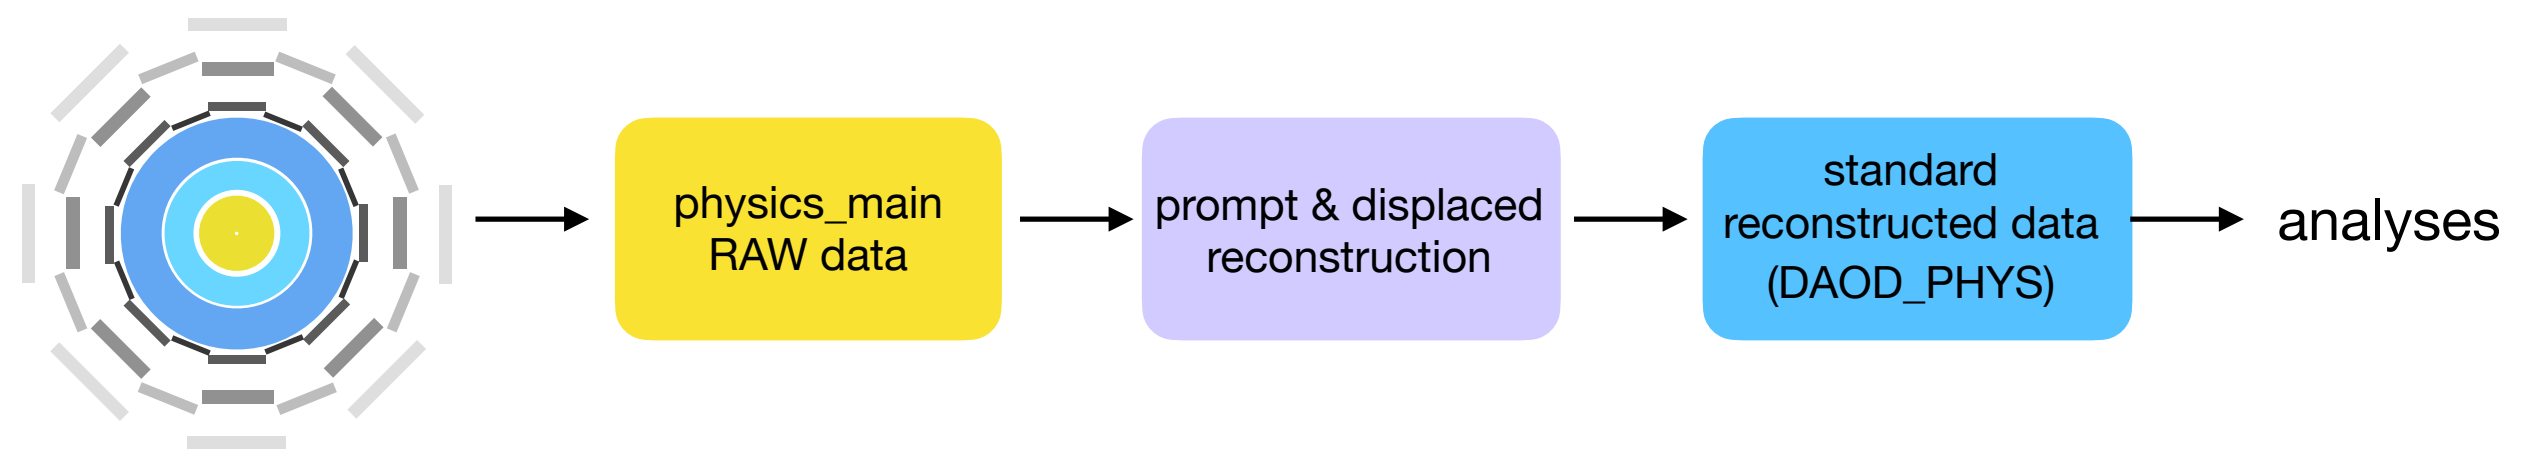 physics_main
RAW data
prompt & displaced
reconstruction
standard
reconstructed data
(DAOD_PHYS)
analyses